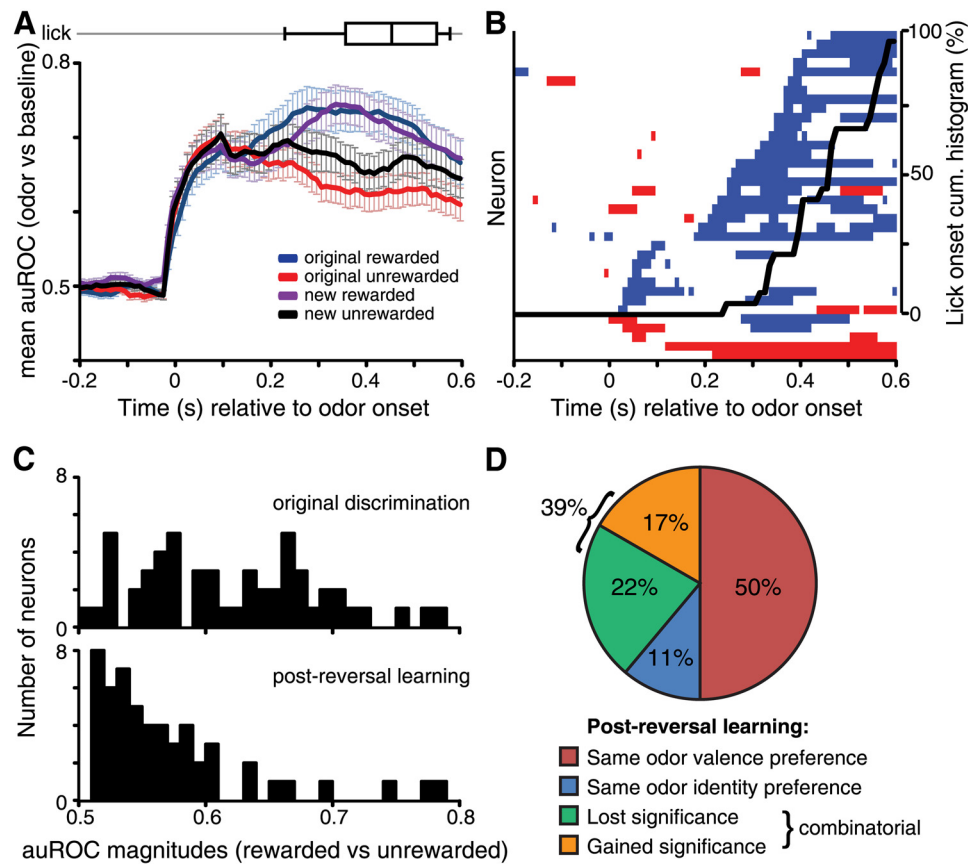 A
lick
0.8
0.5
mean auROC (odor vs baseline)
original rewarded
original unrewarded
new rewarded
new unrewarded
-0.2 0 0.2 0.4 0.6
Time (s) relative to odor onset
B
Neuron
100
50
0
Lick onset cum. histogram (%)
-0.2 0 0.2 0.4 0.6
Time (s) relative to odor onset
C
8
original discrimination
0
8
post-reversal learning
0
Number of neurons
0.5 0.6 0.7 0.8
auROC magnitudes (rewarded vs unrewarded)
D
39%
17%
22%
50%
11%
Post-reversal learning:
Same odor valence preference
Same odor identity preference
Lost significance
Gained significance
} combinatorial